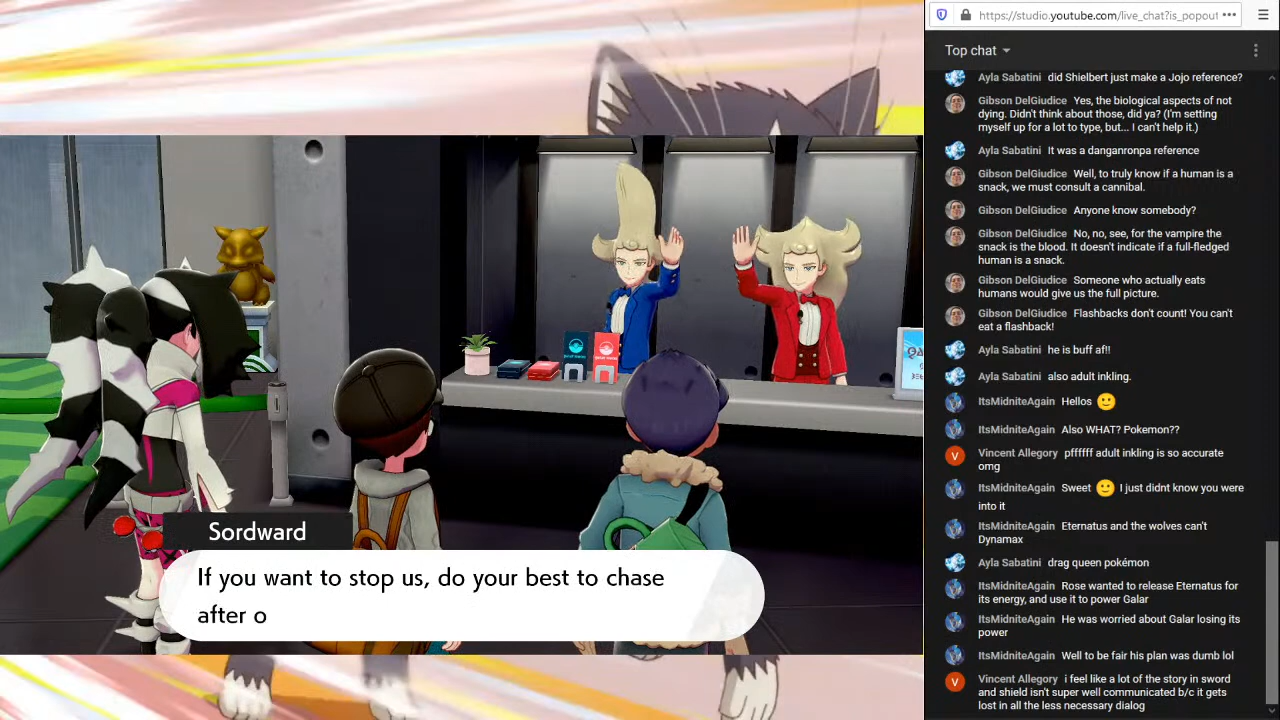 https://studio.youtube.com/live_chat?is_popout
Top chat
Ayla Sabatini did Shielbert just make a Jojo reference?
Gibson DelGiudice Yes, the biological aspects of not
dying. Didn't think about those, did ya? (I'm setting
myself up for a lot to type, but... I can't help it.)
Ayla Sabatini It was a danganronpa reference
Gibson DelGiudice Well, to truly know if a human is a
snack, we must consult a cannibal.
Gibson DelGiudice Anyone know somebody?
Gibson DelGiudice No, no, see, for the vampire the
snack is the blood. It doesn't indicate if a full-fledged
human is a snack.
Gibson DelGiudice Someone who actually eats
humans would give us the full picture.
Gibson DelGiudice Flashbacks don't count! You can't
eat a flashback!
Ayla Sabatini he is buff af!!
Ayla Sabatini also adult inkling.
ItsMidniteAgain Hellos 🙂
ItsMidniteAgain Also WHAT? Pokemon??
V
Vincent Allegory pffffff adult inkling is so accurate
omg
ItsMidniteAgain Sweet 🙂 I just didnt know you were
into it
ItsMidniteAgain Eternatus and the wolves can't
Dynamax
Ayla Sabatini drag queen pokémon
ItsMidniteAgain Rose wanted to release Eternatus for
its energy, and use it to power Galar
ItsMidniteAgain He was worried about Galar losing its
power
ItsMidniteAgain Well to be fair his plan was dumb lol
V
Vincent Allegory i feel like a lot of the story in sword
and shield isn't super well communicated b/c it gets
lost in all the less necessary dialog
Sordward
If you want to stop us, do your best to chase
after o